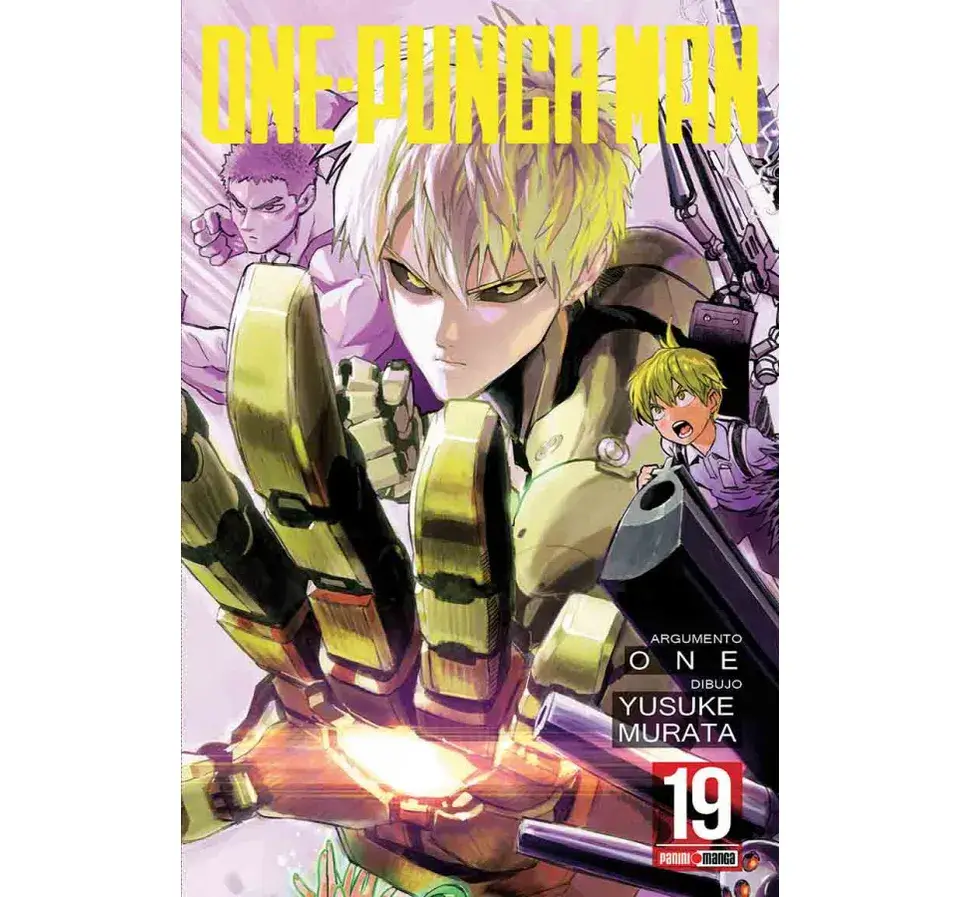 ONE-PUNCH MAN
ARGUMENTO
ONE
DIBUJO
YUSUKE
MURATA
19
PANINI MANGA